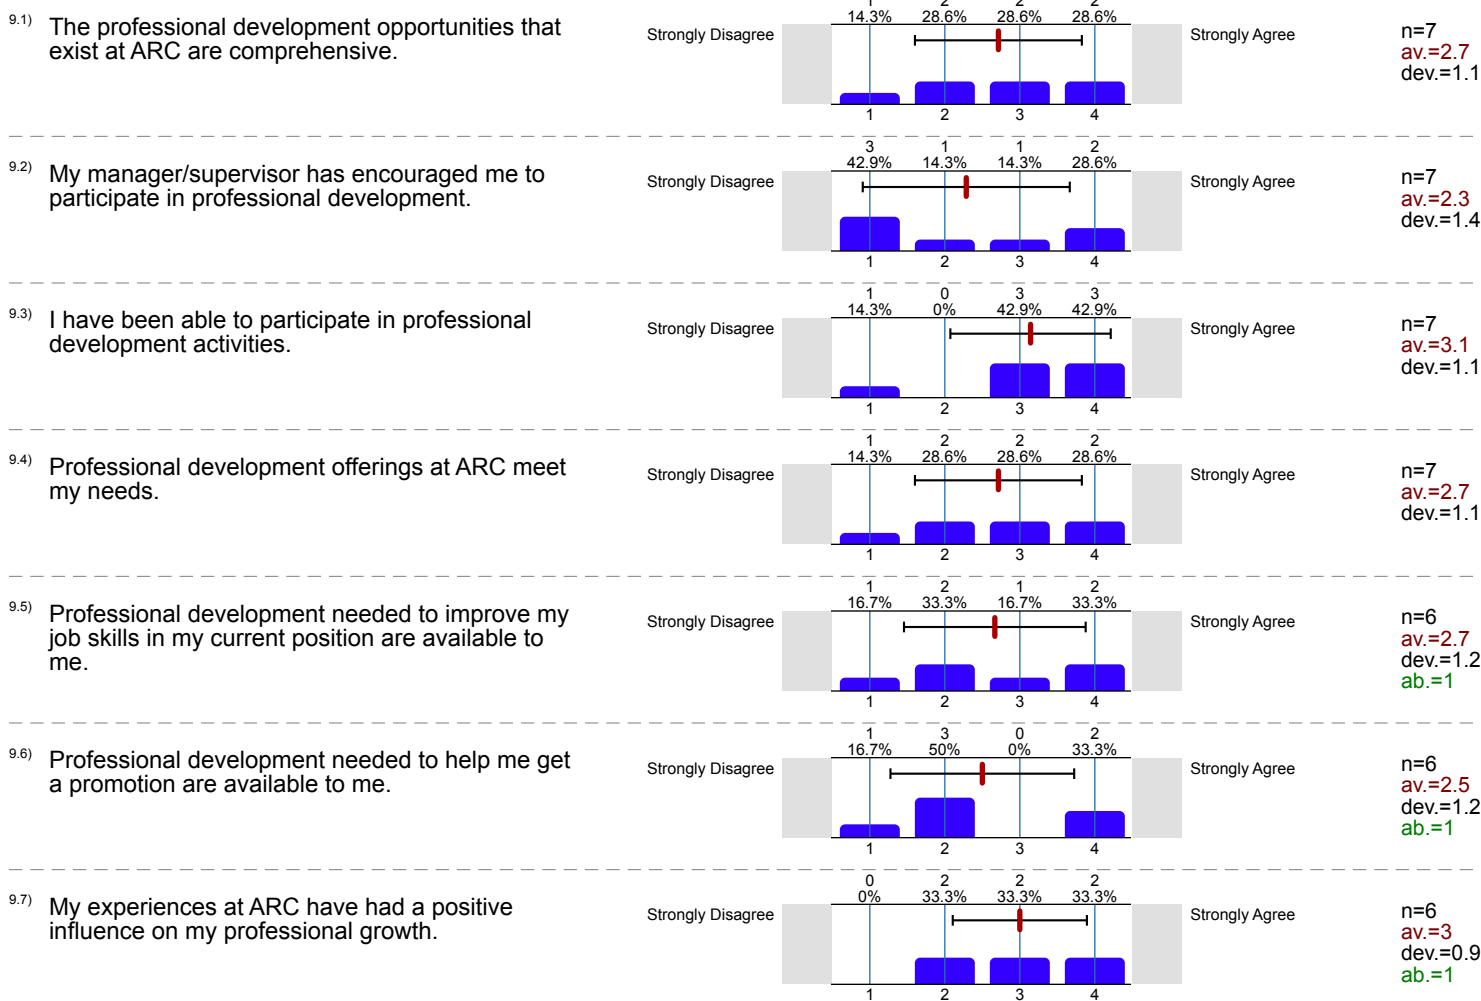 1 2 2 2
14.3% 28.6% 28.6% 28.6%
9.1) The professional development opportunities that
exist at ARC are comprehensive.
Strongly Disagree
Strongly Agree
n=7
av.=2.7
dev.=1.1
1 2 3 4
3 1 1 2
42.9% 14.3% 14.3% 28.6%
9.2) My manager/supervisor has encouraged me to
participate in professional development.
Strongly Disagree
Strongly Agree
n=7
av.=2.3
dev.=1.4
1 2 3 4
1 0 3 3
14.3% 0% 42.9% 42.9%
9.3) I have been able to participate in professional
development activities.
Strongly Disagree
Strongly Agree
n=7
av.=3.1
dev.=1.1
1 2 3 4
1 2 2 2
14.3% 28.6% 28.6% 28.6%
9.4) Professional development offerings at ARC meet
my needs.
Strongly Disagree
Strongly Agree
n=7
av.=2.7
dev.=1.1
1 2 3 4
1 2 1 2
16.7% 33.3% 16.7% 33.3%
9.5) Professional development needed to improve my
job skills in my current position are available to
me.
Strongly Disagree
Strongly Agree
n=6
av.=2.7
dev.=1.2
ab.=1
1 2 3 4
1 3 0 2
16.7% 50% 0% 33.3%
9.6) Professional development needed to help me get
a promotion are available to me.
Strongly Disagree
Strongly Agree
n=6
av.=2.5
dev.=1.2
ab.=1
1 2 3 4
0 2 2 2
0% 33.3% 33.3% 33.3%
9.7) My experiences at ARC have had a positive
influence on my professional growth.
Strongly Disagree
Strongly Agree
n=6
av.=3
dev.=0.9
ab.=1
1 2 3 4